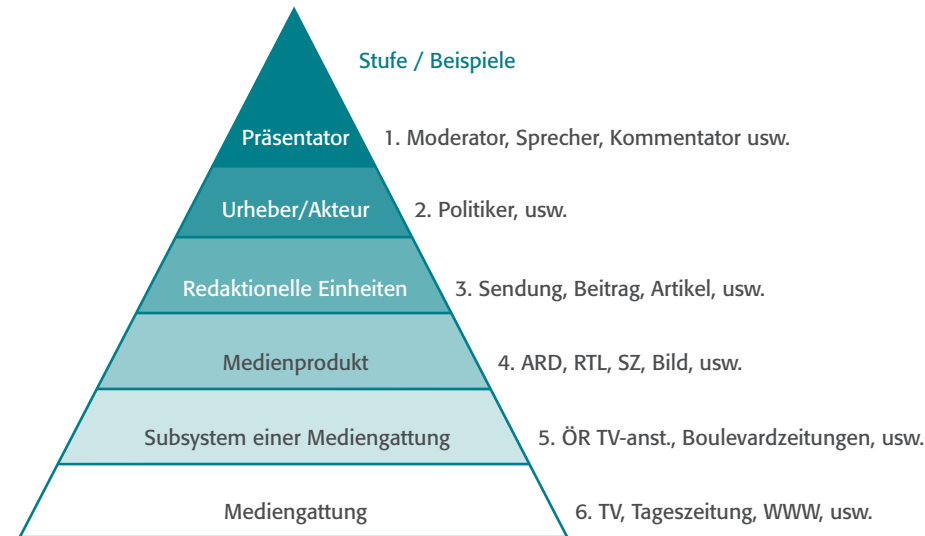 Stufe / Beispiele
Präsentator 1. Moderator, Sprecher, Kommentator usw.
Urheber/Akteur 2. Politiker, usw.
Redaktionelle Einheiten 3. Sendung, Beitrag, Artikel, usw.
Medienprodukt 4. ARD, RTL, SZ, Bild, usw.
Subsystem einer Mediengattung 5. ÖR TV-anst., Boulevardzeitungen, usw.
Mediengattung 6. TV, Tageszeitung, WWW, usw.